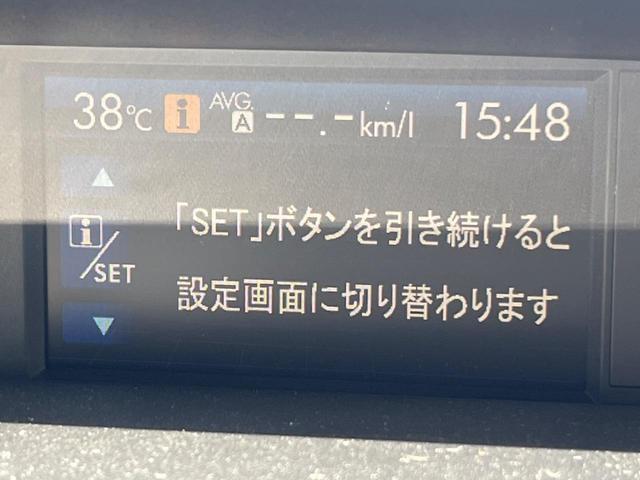 38℃ i AVG. A --.-km/l 15:48
「SET」ボタンを引き続けると
i/SET
設定画面に切り替わります